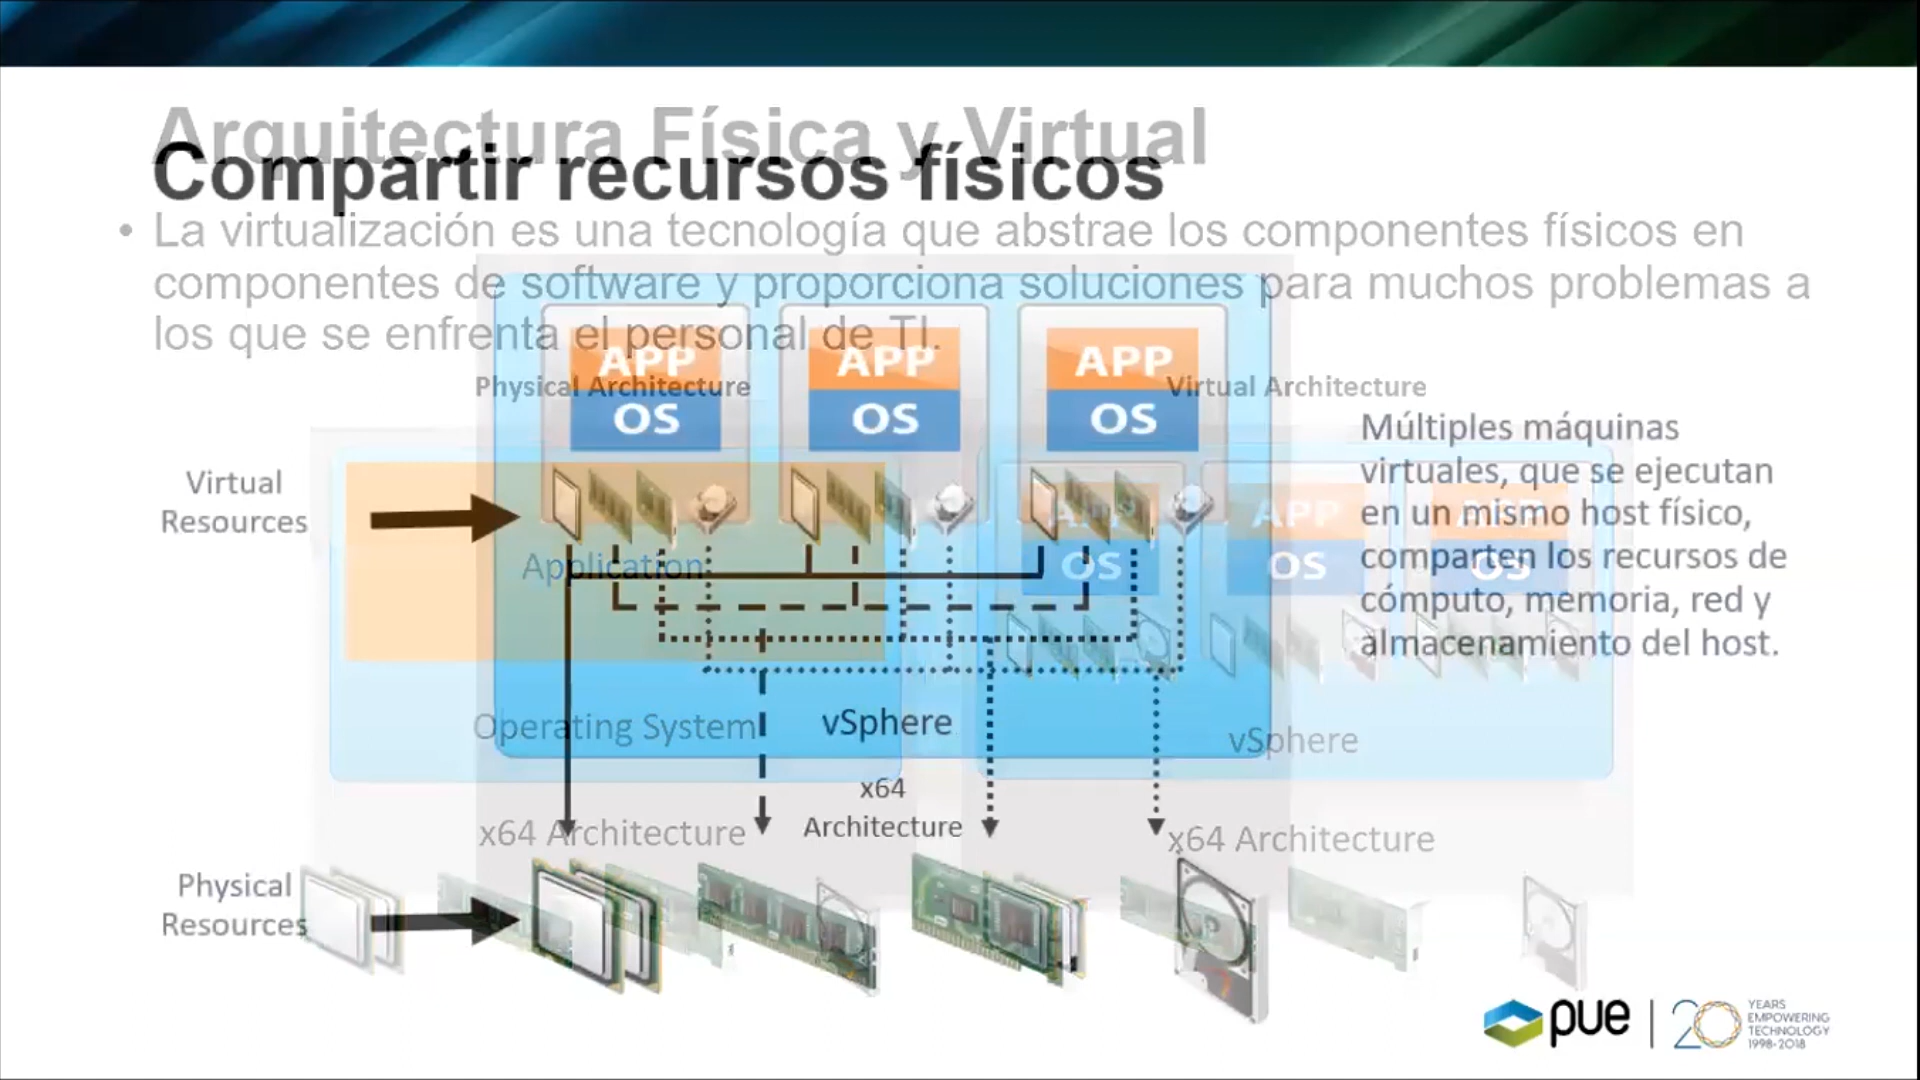 Arquitectura Física y Virtual
Compartir recursos físicos
• La virtualización es una tecnología que abstrae los componentes físicos en
componentes de software y proporciona soluciones para muchos problemas a
los que se enfrenta el personal de TI.
Physical Architecture
Virtual Architecture
APP
OS
APP
OS
APP
OS
Múltiples máquinas
virtuales, que se ejecutan
en un mismo host físico,
comparten los recursos de
cómputo, memoria, red y
almacenamiento del host.
Virtual
Resources
Application
APP
OS
APP
OS
APP
OS
Operating System
vSphere
vSphere
x64
Architecture
x64 Architecture
x64 Architecture
Physical
Resources
pue
20
YEARS
EMPOWERING
TECHNOLOGY
1998-2018